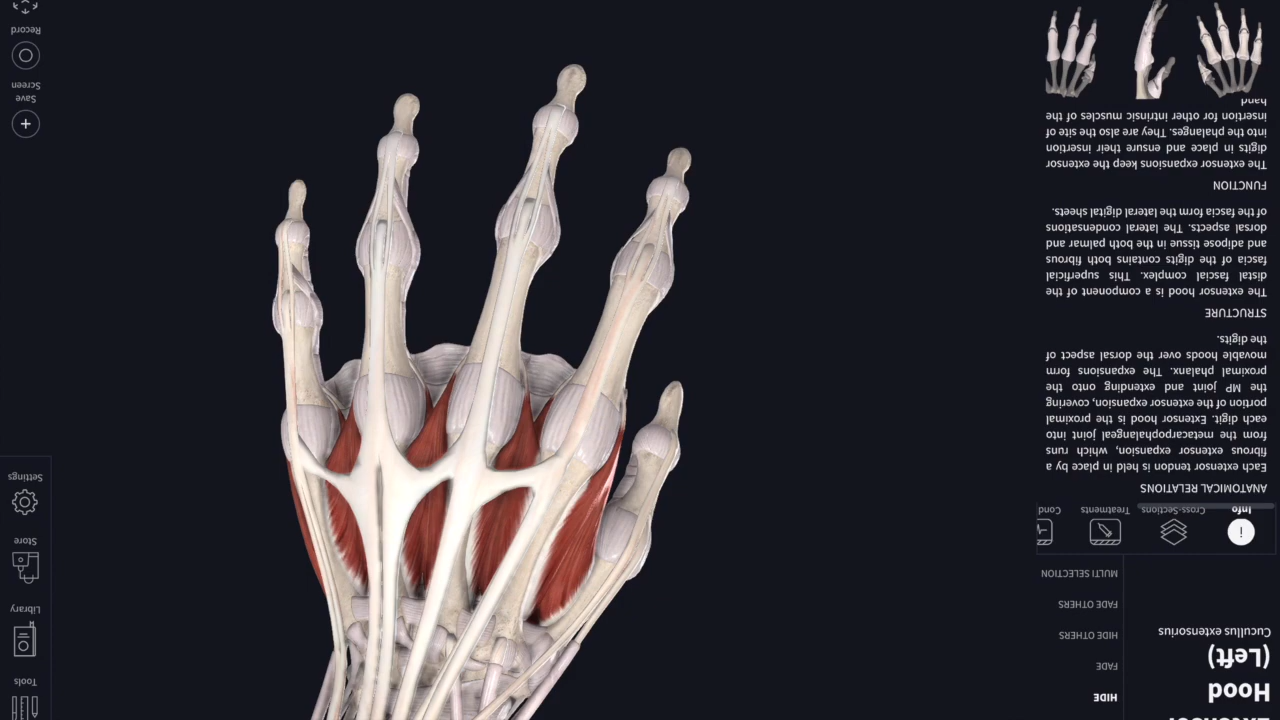 Extensor
Hood
(Left)
Cucullus extensorius
HIDE
FADE
HIDE OTHERS
FADE OTHERS
MULTI SELECTION
Info
Cross-Sections
Treatments
Cond
ANATOMICAL RELATIONS
Each extensor tendon is held in place by a
fibrous extensor expansion, which runs
from the metacarpophalangeal joint into
each digit. Extensor hood is the proximal
portion of the extensor expansion, covering
the MP joint and extending onto the
proximal phalanx. The expansions form
movable hoods over the dorsal aspect of
the digits.
STRUCTURE
The extensor hood is a component of the
distal fascial complex. This superficial
fascia of the digits contains both fibrous
and adipose tissue in the both palmar and
dorsal aspects. The lateral condensations
of the fascia form the lateral digital sheets.
FUNCTION
The extensor expansions keep the extensor
digits in place and ensure their insertion
into the phalanges. They are also the site of
insertion for other intrinsic muscles of the
hand
Tools
Library
Store
Settings
Save
Screen
Record